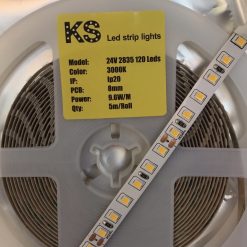 KS Led strip lights
Model: 24V 2835 120 Leds
Color: 3000K
IP: Ip20
PCB: 8mm
Power: 9.6W/M
Qty: 5m/Roll